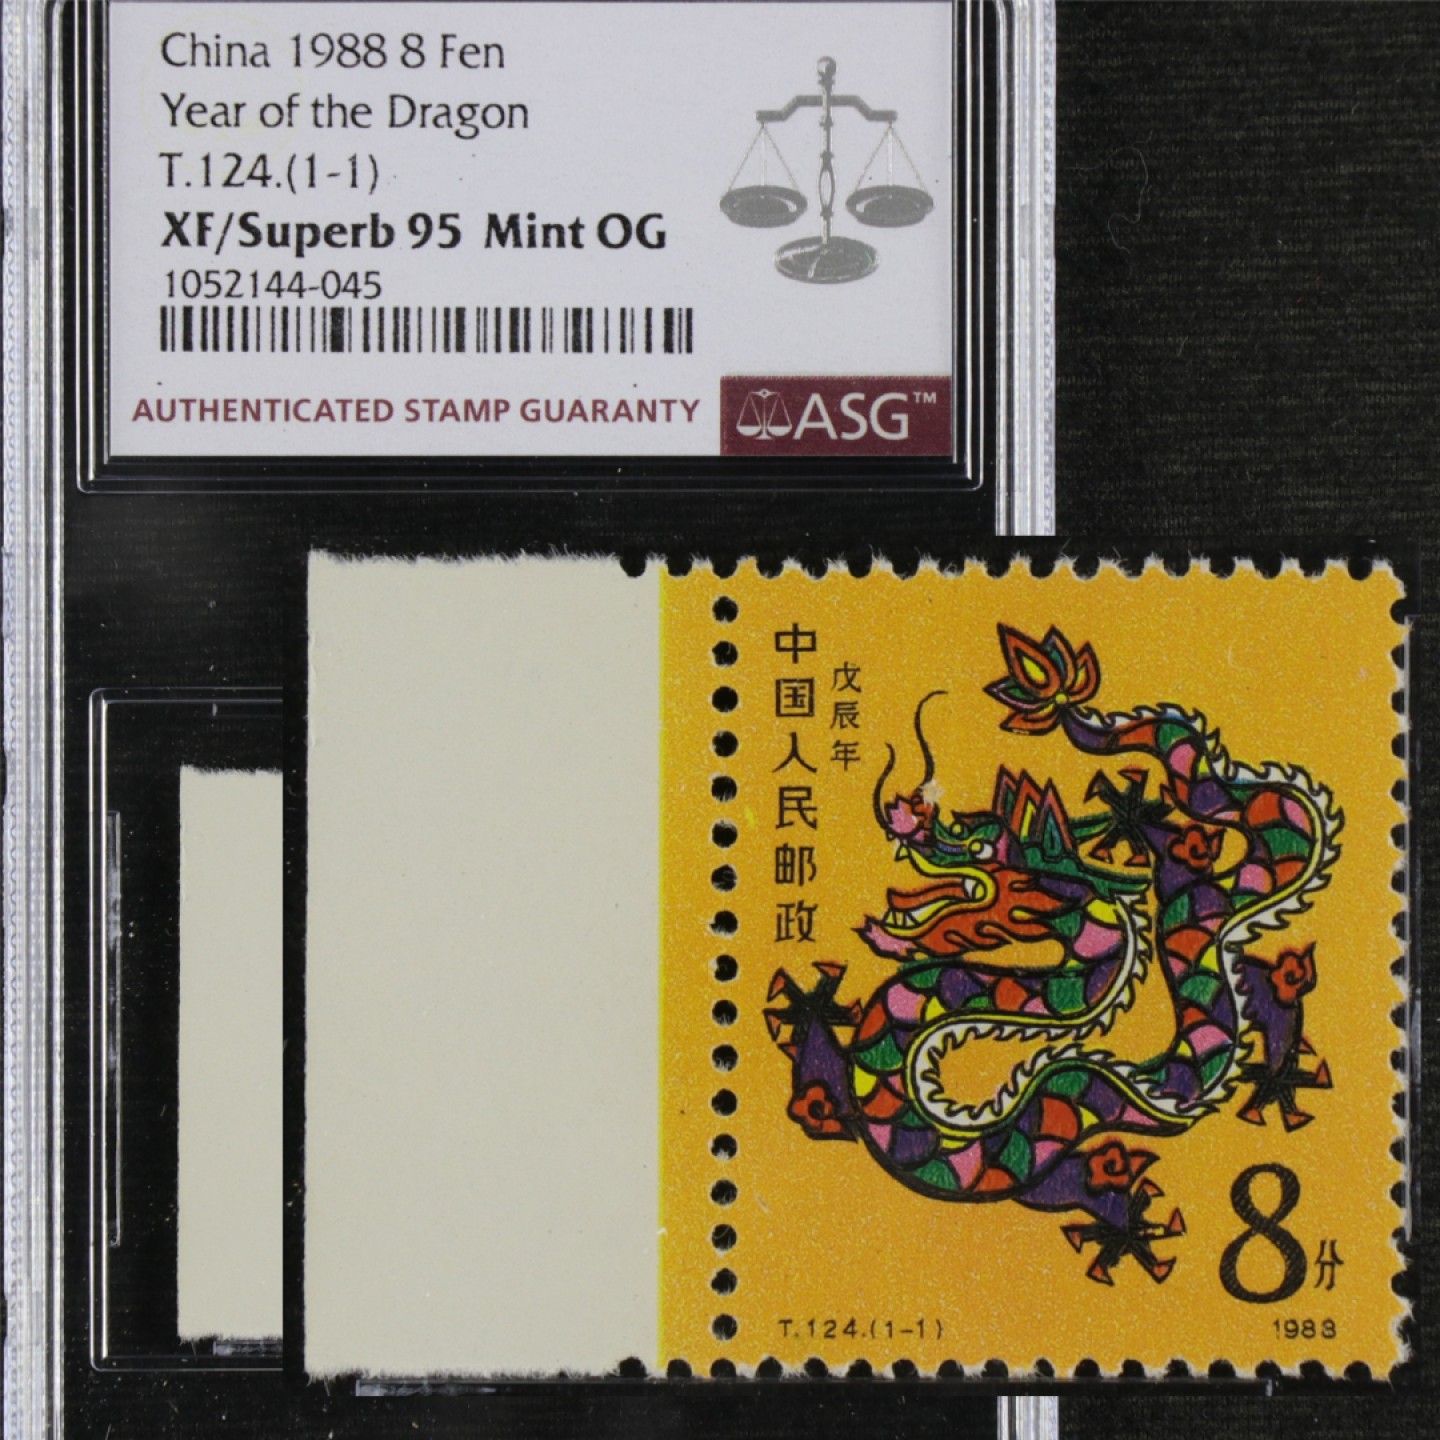 China 1988 8 Fen
Year of the Dragon
T.124.(1-1)
XF/Superb 95 Mint OG
1052144-045
AUTHENTICATED STAMP GUARANTY
ASG™
中国人民邮政
戊辰年
8分
T.124.(1-1)
1988